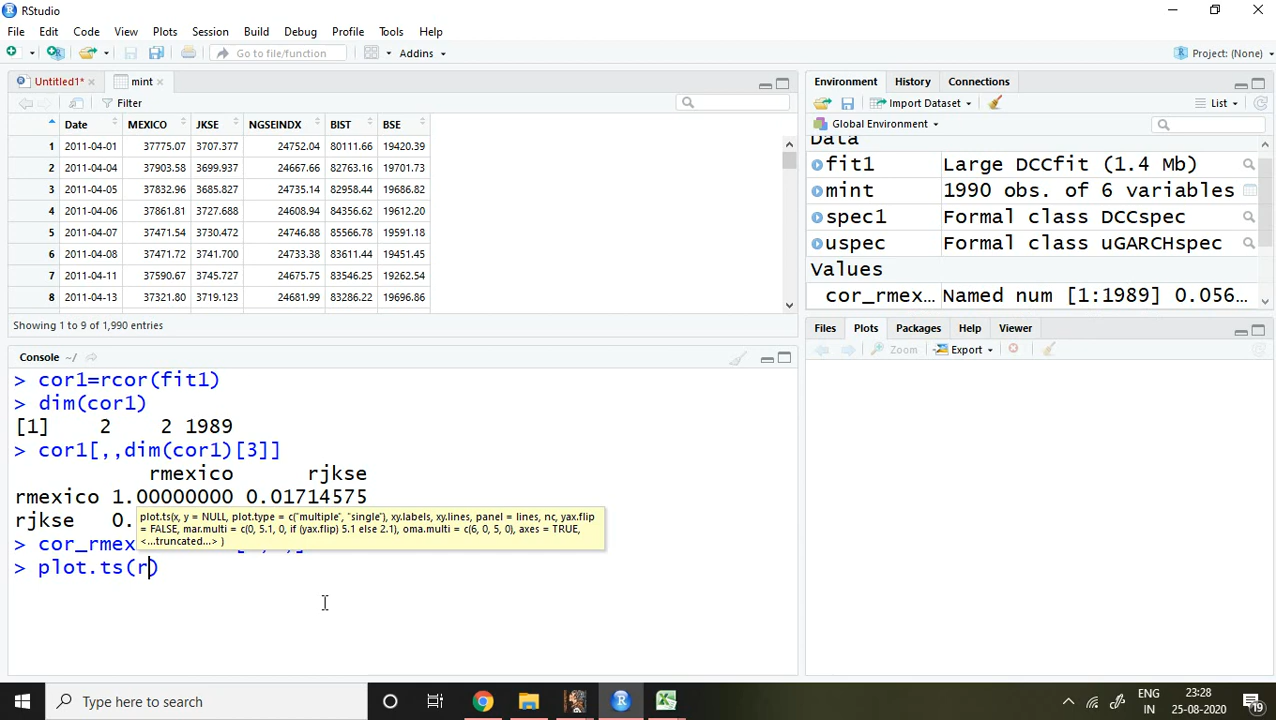 RStudio
File Edit Code View Plots Session Build Debug Profile Tools Help
Go to file/function Addins Project: (None)
Untitled1* mint
Filter
Date MEXICO JKSE NGSEINDX BIST BSE
1 2011-04-01 37775.07 3707.377 24752.04 80111.66 19420.39
2 2011-04-04 37903.58 3699.937 24667.66 82763.16 19701.73
3 2011-04-05 37832.96 3685.827 24735.14 82958.44 19686.82
4 2011-04-06 37861.81 3727.688 24608.94 84356.62 19612.20
5 2011-04-07 37471.54 3730.472 24746.88 85566.78 19591.18
6 2011-04-08 37471.72 3741.700 24733.38 83611.44 19451.45
7 2011-04-11 37590.67 3745.727 24675.75 83546.25 19262.54
8 2011-04-13 37321.80 3719.123 24681.99 83286.22 19696.86
Showing 1 to 9 of 1,990 entries
Console ~/
> cor1=rcor(fit1)
> dim(cor1)
[1] 2 2 1989
> cor1[,,dim(cor1)[3]]
rmexico rjkse
rmexico 1.00000000 0.01714575
rjkse 0.
> cor_rmex
plot.ts(x, y = NULL, plot.type = c("multiple", "single"), xy.labels, xy.lines, panel = lines, nc, yax.flip
= FALSE, mar.multi = c(0, 5.1, 0, if (yax.flip) 5.1 else 2.1), oma.multi = c(6, 0, 5, 0), axes = TRUE,
<...truncated...> )
> plot.ts(r)
Environment History Connections
Import Dataset List
Global Environment
Data
fit1 Large DCCfit (1.4 Mb)
mint 1990 obs. of 6 variables
spec1 Formal class DCCspec
uspec Formal class uGARCHspec
Values
cor_rmex… Named num [1:1989] 0.056…
Files Plots Packages Help Viewer
Zoom Export
Type here to search
ENG 23:28
IN 25-08-2020
19